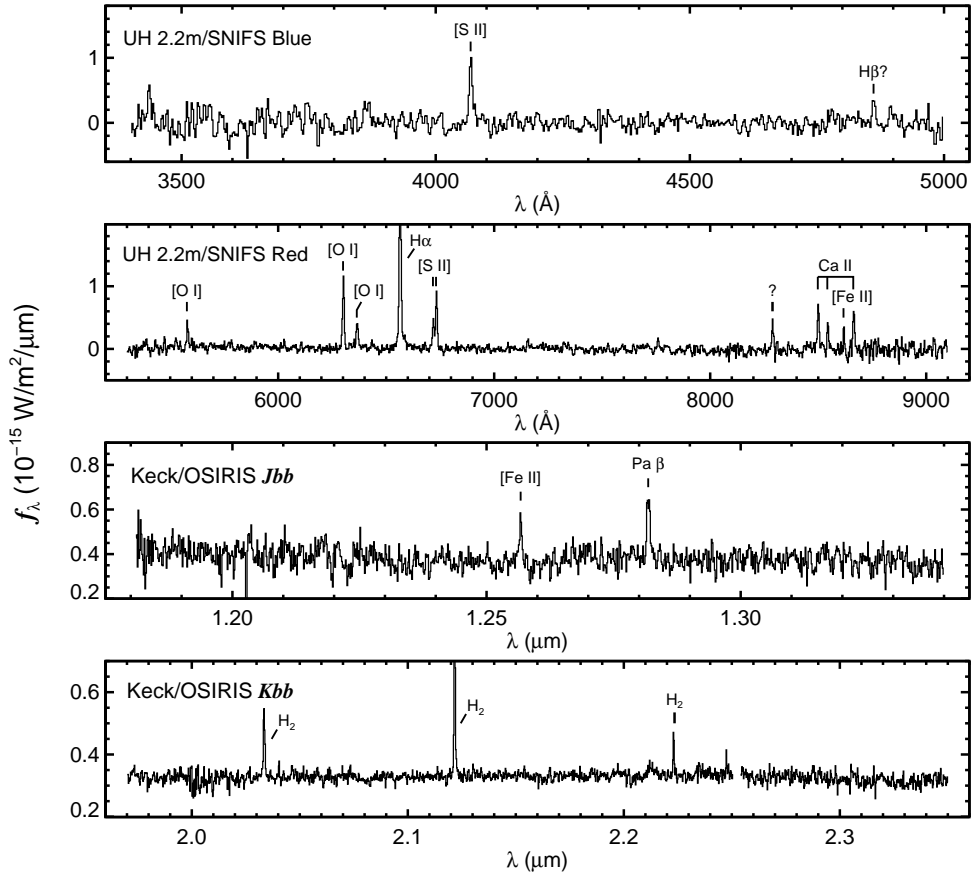 UH 2.2m/SNIFS Blue
[S II]
Hβ?
1
0
3500 4000 4500 5000
λ (Å)
UH 2.2m/SNIFS Red
[O I]
[O I]
[O I]
Hα
[S II]
?
Ca II
[Fe II]
1
0
6000 7000 8000 9000
λ (Å)
fλ (10⁻¹⁵ W/m²/μm)
Keck/OSIRIS Jbb
[Fe II]
Pa β
0.8
0.6
0.4
0.2
1.20 1.25 1.30
λ (μm)
Keck/OSIRIS Kbb
H₂
H₂
H₂
0.6
0.4
0.2
2.0 2.1 2.2 2.3
λ (μm)